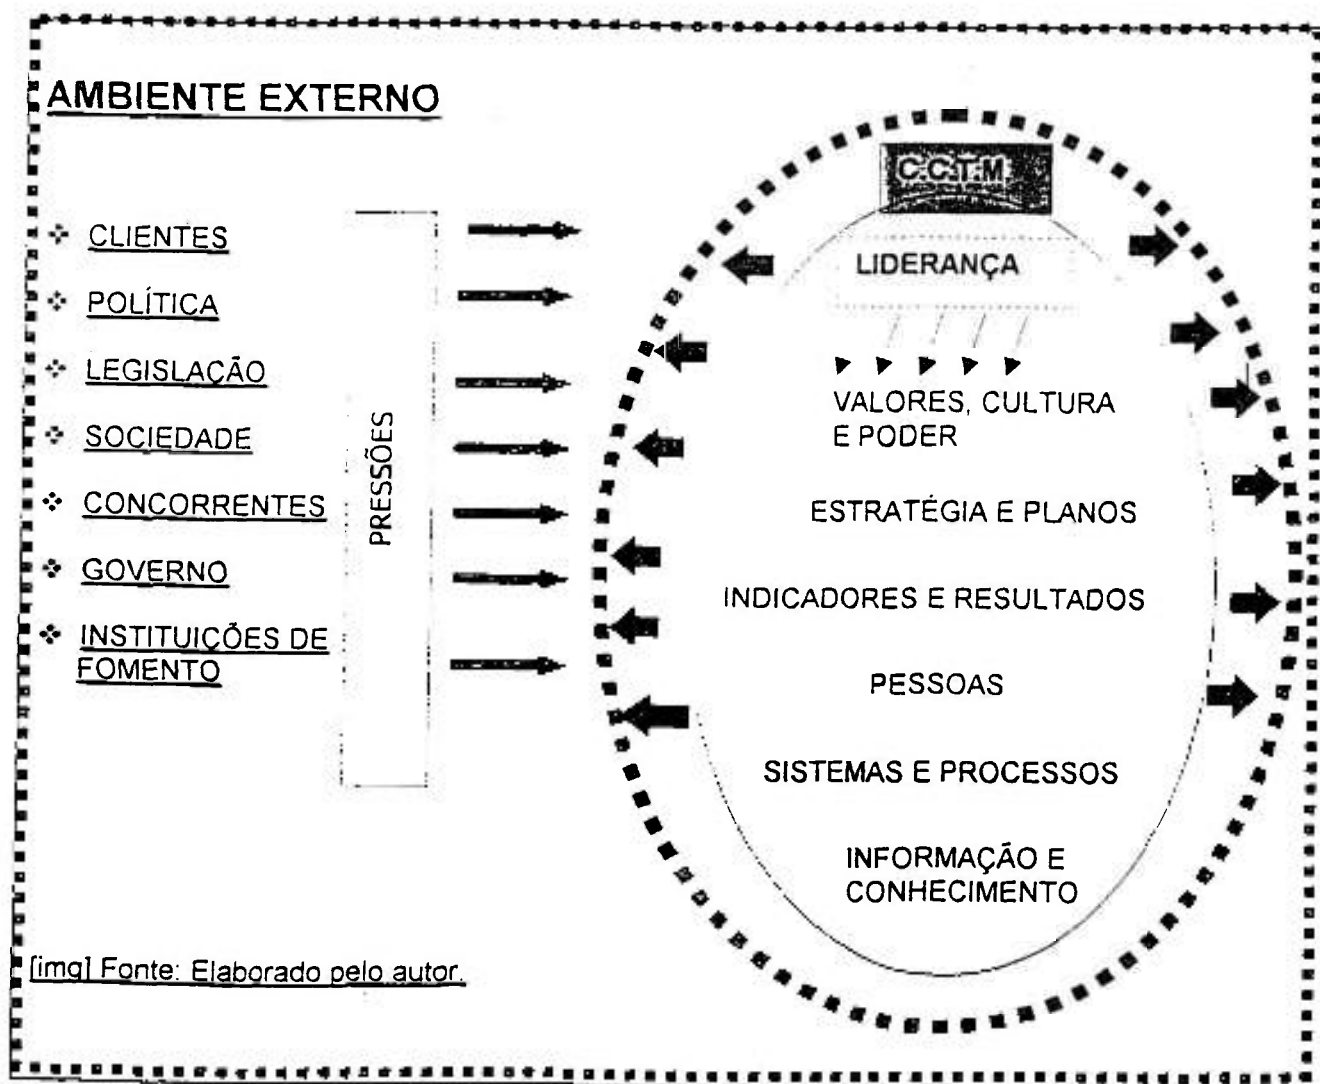 AMBIENTE EXTERNO
CLIENTES
POLÍTICA
LEGISLAÇÃO
SOCIEDADE
CONCORRENTES
GOVERNO
INSTITUIÇÕES DE
FOMENTO
PRESSÕES
C.C.T.M.
LIDERANÇA
VALORES, CULTURA
E PODER
ESTRATÉGIA E PLANOS
INDICADORES E RESULTADOS
PESSOAS
SISTEMAS E PROCESSOS
INFORMAÇÃO E
CONHECIMENTO
[img] Fonte: Elaborado pelo autor.